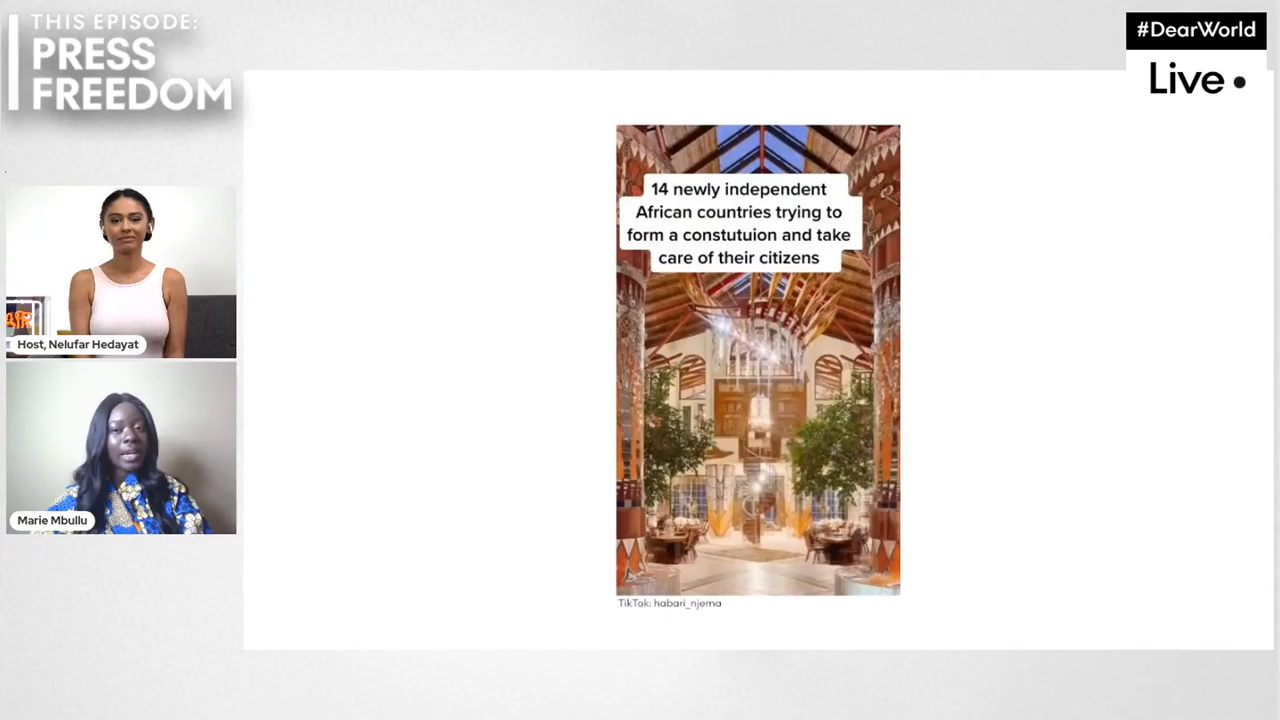 THIS EPISODE:
PRESS
FREEDOM
#DearWorld
Live
14 newly independent
African countries trying to
form a constutuion and take
care of their citizens
Host, Nelufar Hedayat
Marie Mbullu
TikTok: habari_njema